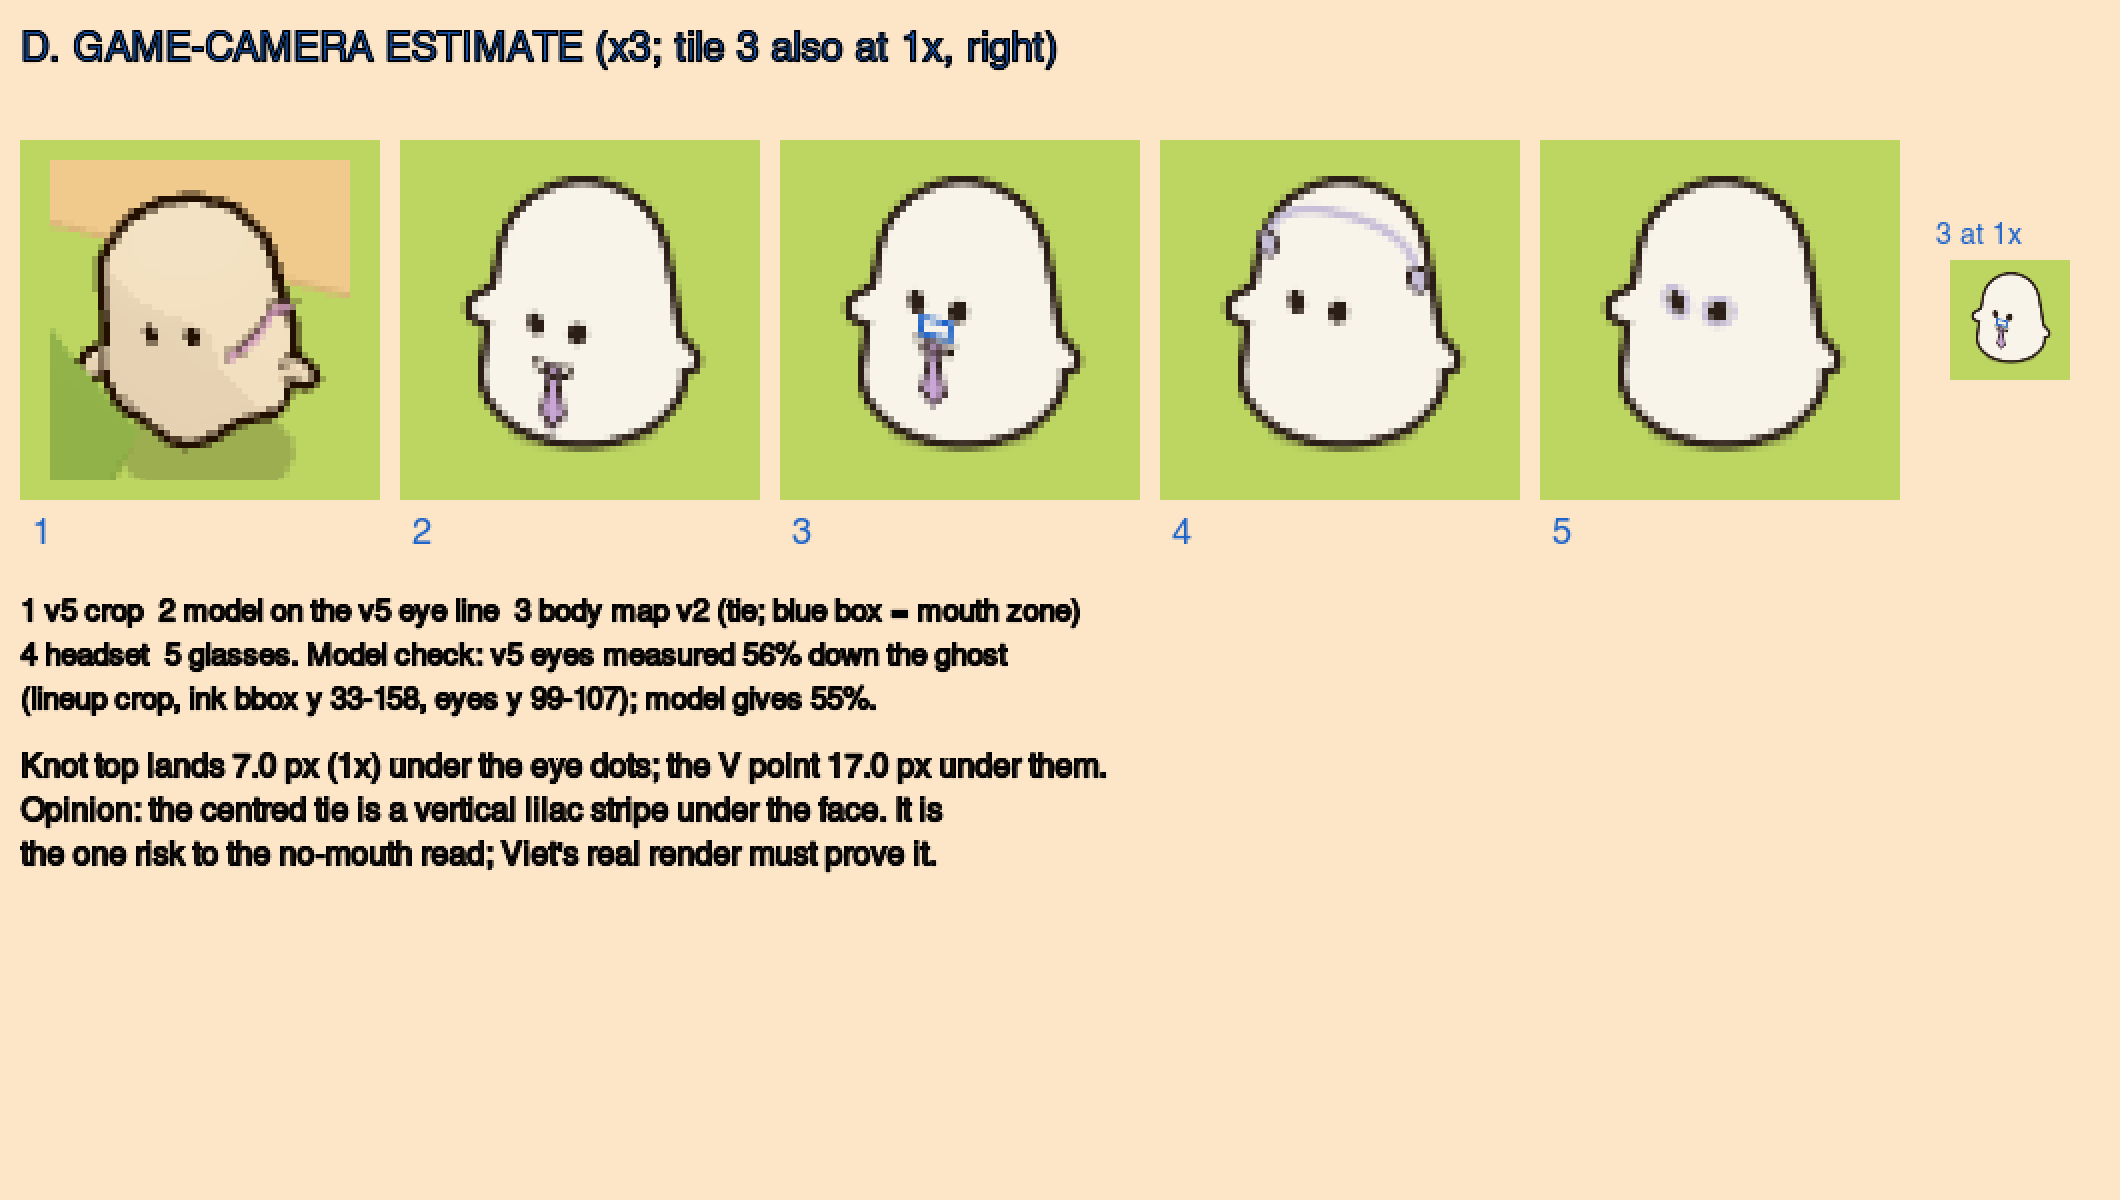 D. GAME-CAMERA ESTIMATE (x3; tile 3 also at 1x, right)
3 at 1x
1
2
3
4
5
1 v5 crop  2 model on the v5 eye line  3 body map v2 (tie; blue box = mouth zone)
4 headset  5 glasses. Model check: v5 eyes measured 56% down the ghost
(lineup crop, ink bbox y 33-158, eyes y 99-107); model gives 55%.
Knot top lands 7.0 px (1x) under the eye dots; the V point 17.0 px under them.
Opinion: the centred tie is a vertical lilac stripe under the face. It is
the one risk to the no-mouth read; Viet's real render must prove it.